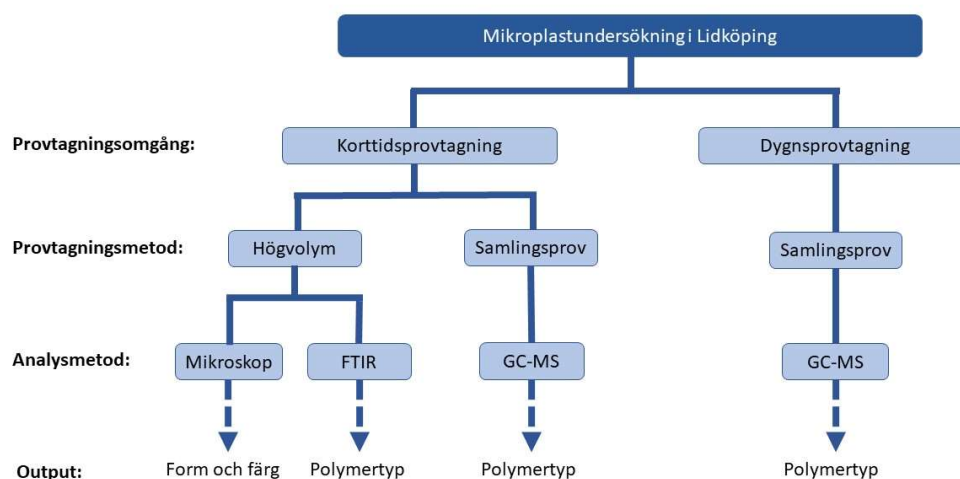 Mikroplastundersökning i Lidköping
Provtagningsomgång: Korttidsprovtagning Dygnsprovtagning
Provtagningsmetod: Högvolym Samlingsprov Samlingsprov
Analysmetod: Mikroskop FTIR GC-MS GC-MS
Output: Form och färg Polymertyp Polymertyp Polymertyp